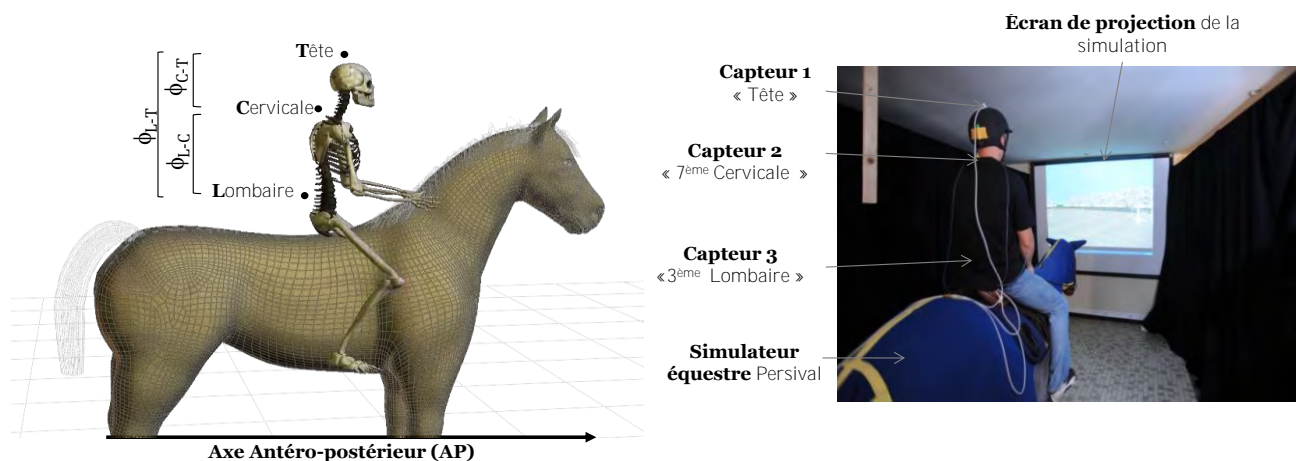 Tête
ϕC-T
Cervicale
ϕL-T
ϕL-C
Lombaire
Axe Antéro-postérieur (AP)
Écran de projection de la
simulation
Capteur 1
« Tête »
Capteur 2
« 7ème Cervicale »
Capteur 3
«3ème Lombaire »
Simulateur
équestre Persival